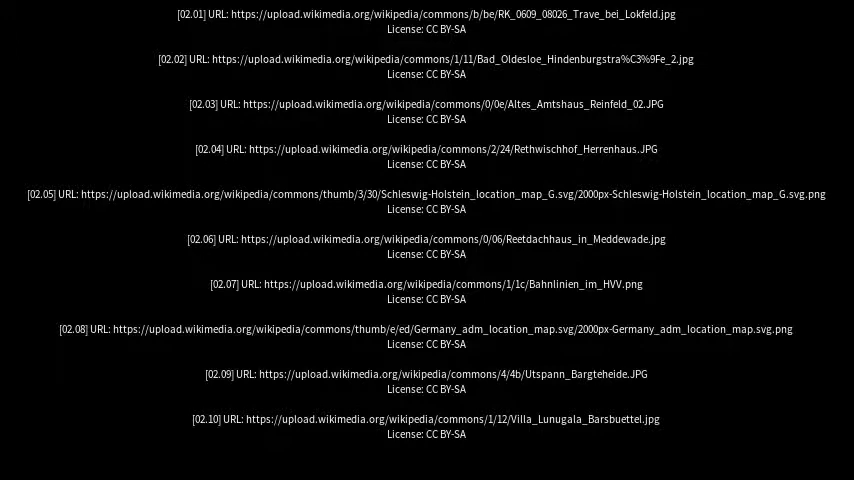 [02.01] URL: https://upload.wikimedia.org/wikipedia/commons/b/be/RK_0609_08026_Trave_bei_Lokfeld.jpg
License: CC BY-SA
[02.02] URL: https://upload.wikimedia.org/wikipedia/commons/1/11/Bad_Oldesloe_Hindenburgstra%C3%9Fe_2.jpg
License: CC BY-SA
[02.03] URL: https://upload.wikimedia.org/wikipedia/commons/0/0e/Altes_Amtshaus_Reinfeld_02.JPG
License: CC BY-SA
[02.04] URL: https://upload.wikimedia.org/wikipedia/commons/2/24/Rethwischhof_Herrenhaus.JPG
License: CC BY-SA
[02.05] URL: https://upload.wikimedia.org/wikipedia/commons/thumb/3/30/Schleswig-Holstein_location_map_G.svg/2000px-Schleswig-Holstein_location_map_G.svg.png
License: CC BY-SA
[02.06] URL: https://upload.wikimedia.org/wikipedia/commons/0/06/Reetdachhaus_in_Meddewade.jpg
License: CC BY-SA
[02.07] URL: https://upload.wikimedia.org/wikipedia/commons/1/1c/Bahnlinien_im_HVV.png
License: CC BY-SA
[02.08] URL: https://upload.wikimedia.org/wikipedia/commons/thumb/e/ed/Germany_adm_location_map.svg/2000px-Germany_adm_location_map.svg.png
License: CC BY-SA
[02.09] URL: https://upload.wikimedia.org/wikipedia/commons/4/4b/Utspann_Bargteheide.JPG
License: CC BY-SA
[02.10] URL: https://upload.wikimedia.org/wikipedia/commons/1/12/Villa_Lunugala_Barsbuettel.jpg
License: CC BY-SA